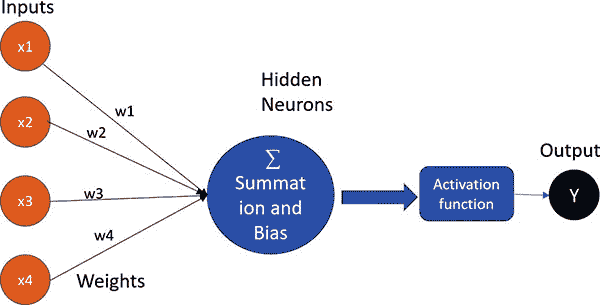 Inputs
x1
x2
x3
x4
w1
w2
w3
w4
Weights
Hidden
Neurons
∑
Summat
ion and
Bias
Activation
function
Output
Y